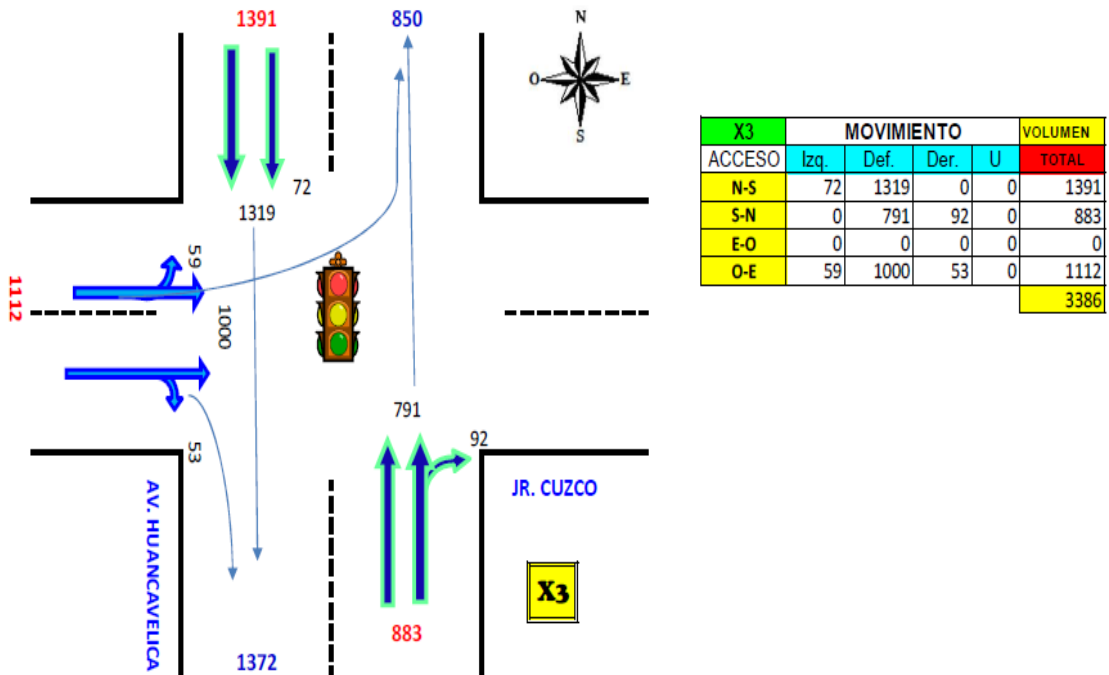 1391
850
N
O
E
S
72
1319
59
1112
1000
791
92
53
AV. HUANCAVELICA
JR. CUZCO
X3
883
1372
X3 MOVIMIENTO VOLUMEN
ACCESO Izq. Def. Der. U TOTAL
N-S 72 1319 0 0 1391
S-N 0 791 92 0 883
E-O 0 0 0 0 0
O-E 59 1000 53 0 1112
3386